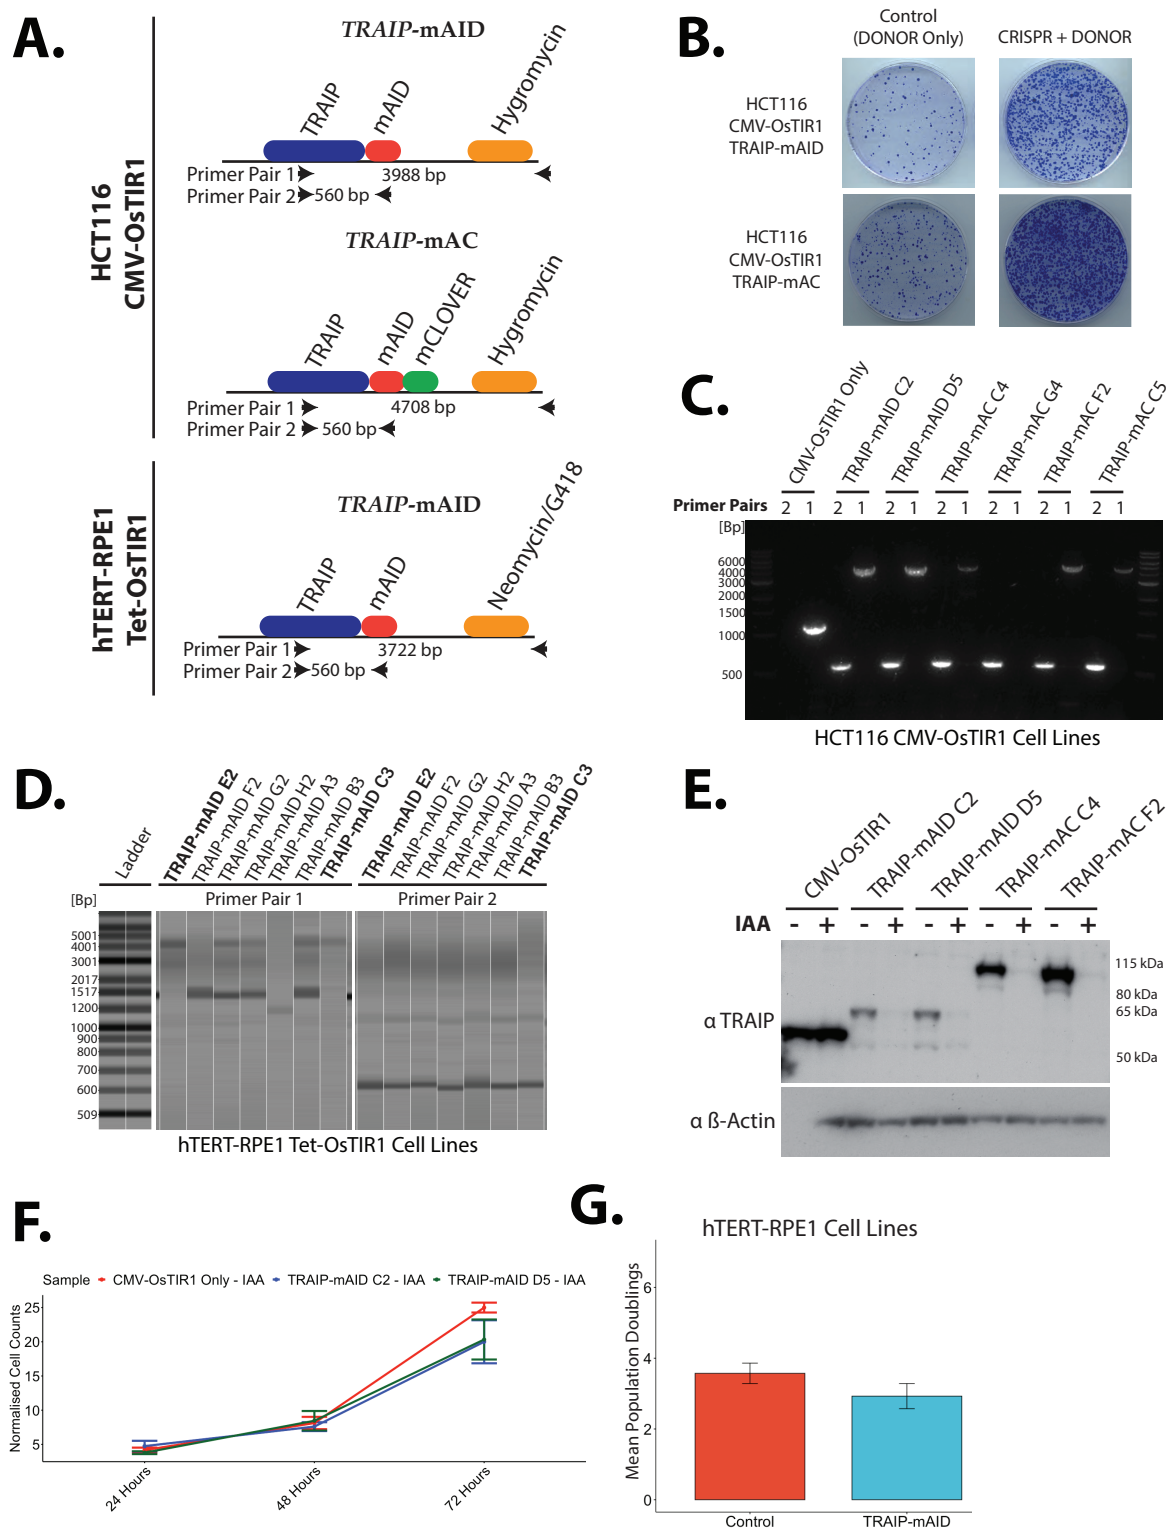 A.
HCT116
CMV-OsTIR1
TRAIP-mAID
TRAIP
mAID
Hygromycin
Primer Pair 1
3988 bp
Primer Pair 2
560 bp
TRAIP-mAC
TRAIP
mAID
mCLOVER
Hygromycin
Primer Pair 1
4708 bp
Primer Pair 2
560 bp
hTERT-RPE1
Tet-OsTIR1
TRAIP-mAID
TRAIP
mAID
Neomycin/G418
Primer Pair 1
3722 bp
Primer Pair 2
560 bp
B.
Control
(DONOR Only)
CRISPR + DONOR
HCT116
CMV-OsTIR1
TRAIP-mAID
HCT116
CMV-OsTIR1
TRAIP-mAC
C.
CMV-OsTIR1 Only
TRAIP-mAID C2
TRAIP-mAID D5
TRAIP-mAC C4
TRAIP-mAC G4
TRAIP-mAC F2
TRAIP-mAC C5
Primer Pairs 2 1 2 1 2 1 2 1 2 1 2 1 2 1
[Bp]
6000
4000
3000
2000
1500
1000
500
HCT116 CMV-OsTIR1 Cell Lines
D.
Ladder
TRAIP-mAID E2
TRAIP-mAID F2
TRAIP-mAID G2
TRAIP-mAID H2
TRAIP-mAID A3
TRAIP-mAID B3
TRAIP-mAID C3
TRAIP-mAID E2
TRAIP-mAID F2
TRAIP-mAID G2
TRAIP-mAID H2
TRAIP-mAID A3
TRAIP-mAID B3
TRAIP-mAID C3
[Bp]
Primer Pair 1
Primer Pair 2
5001
4001
3001
2017
1517
1200
1000
900
800
700
600
509
hTERT-RPE1 Tet-OsTIR1 Cell Lines
E.
CMV-OsTIR1
TRAIP-mAID C2
TRAIP-mAID D5
TRAIP-mAC C4
TRAIP-mAC F2
IAA - + - + - + - + - +
α TRAIP
115 kDa
80 kDa
65 kDa
50 kDa
α ß-Actin
F.
Sample CMV-OsTIR1 Only - IAA TRAIP-mAID C2 - IAA TRAIP-mAID D5 - IAA
Normalised Cell Counts
25
20
15
10
5
24 Hours
48 Hours
72 Hours
G.
hTERT-RPE1 Cell Lines
Mean Population Doublings
6
4
2
0
Control
TRAIP-mAID